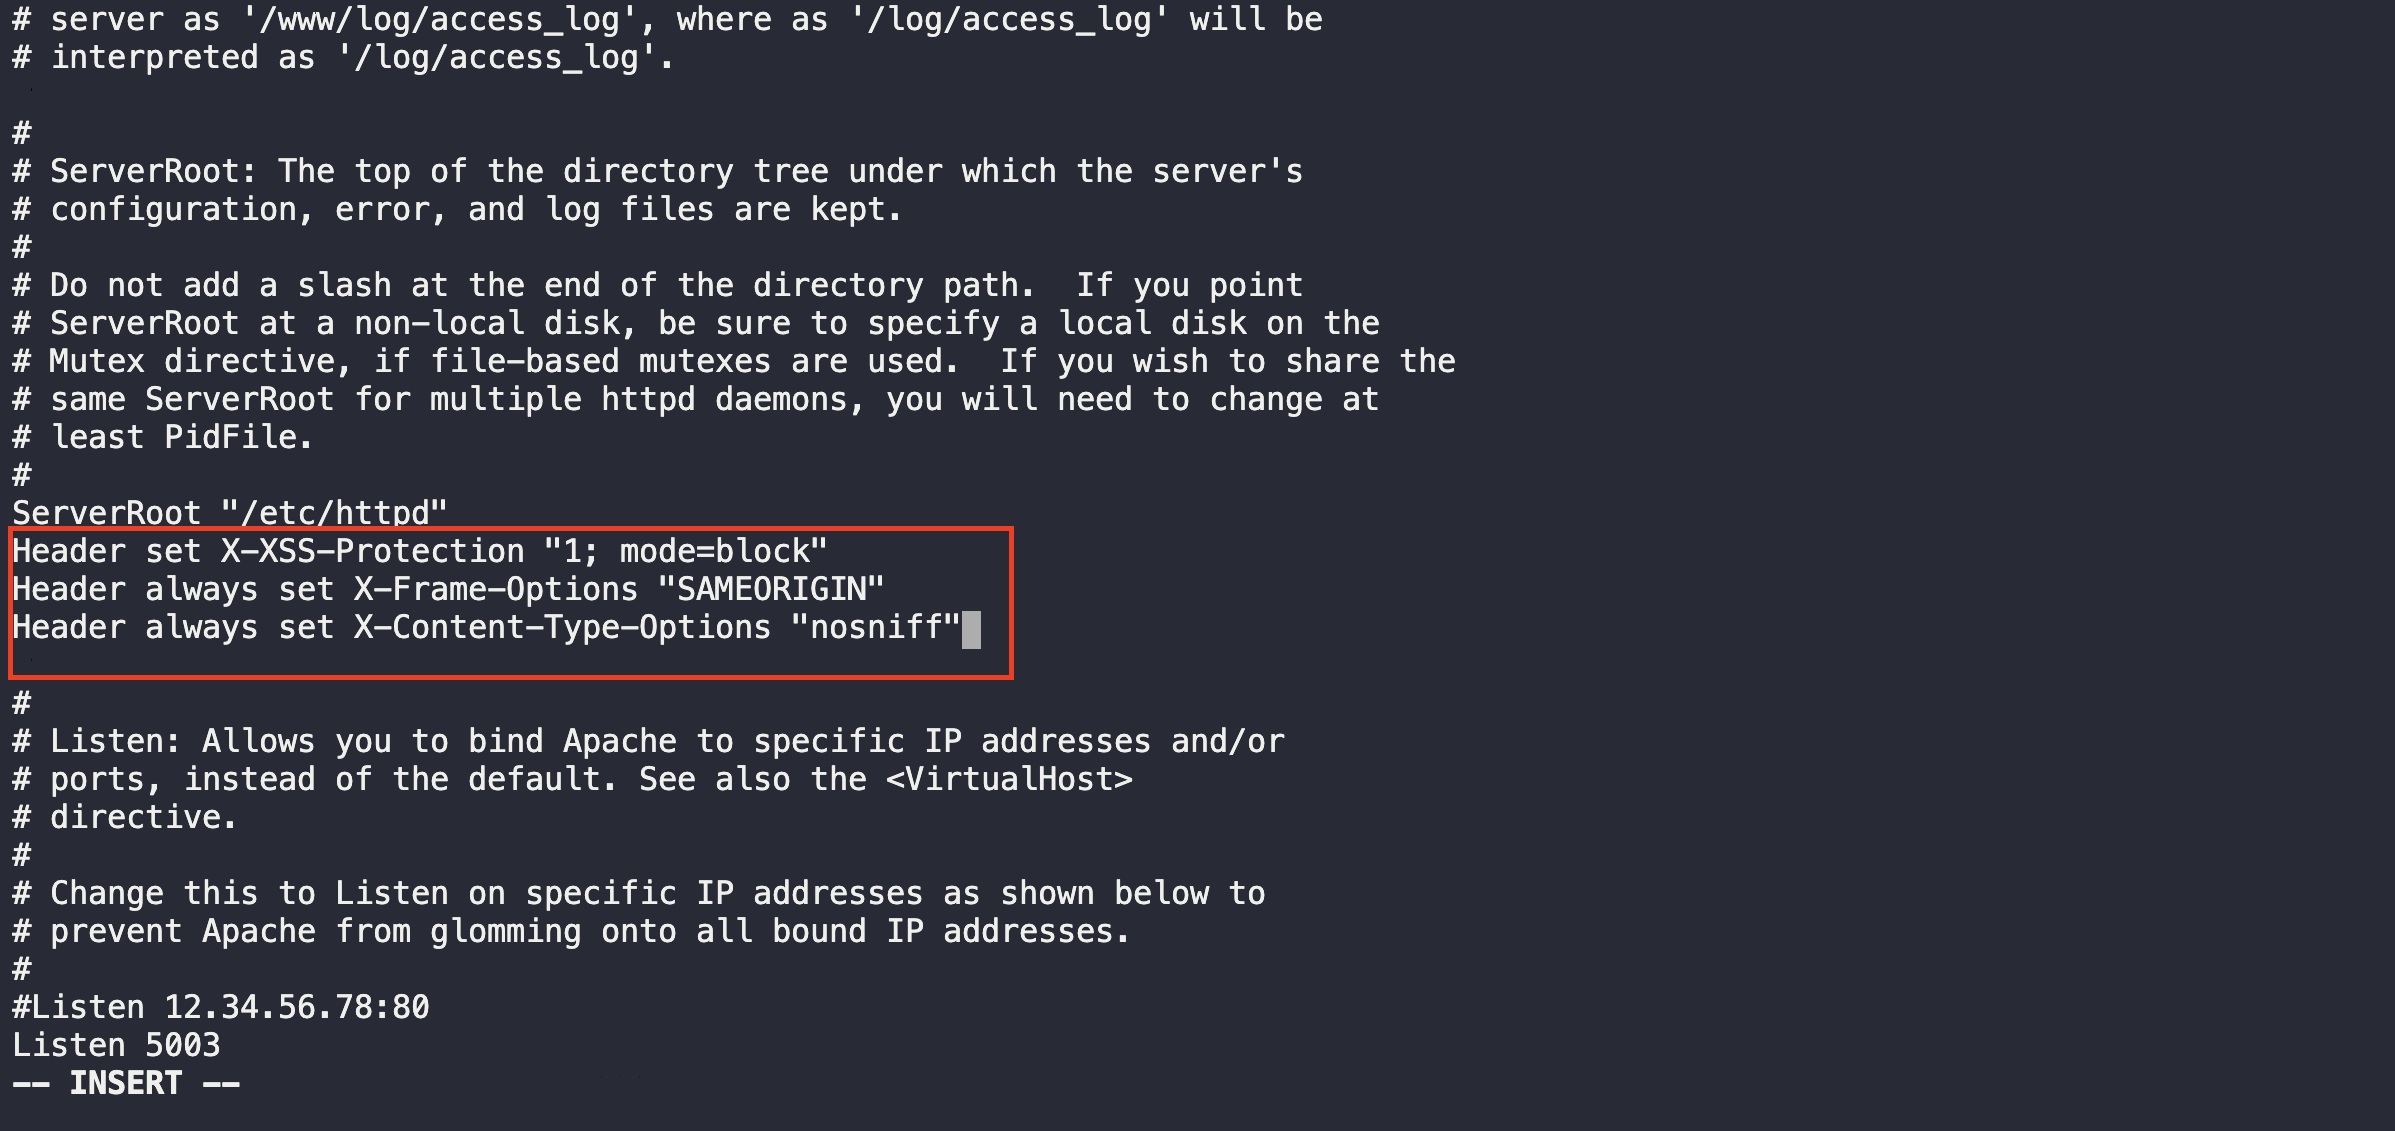 # server as '/www/log/access_log', where as '/log/access_log' will be
# interpreted as '/log/access_log'.
#
# ServerRoot: The top of the directory tree under which the server's
# configuration, error, and log files are kept.
#
# Do not add a slash at the end of the directory path.  If you point
# ServerRoot at a non-local disk, be sure to specify a local disk on the
# Mutex directive, if file-based mutexes are used.  If you wish to share the
# same ServerRoot for multiple httpd daemons, you will need to change at
# least PidFile.
#
ServerRoot "/etc/httpd"
Header set X-XSS-Protection "1; mode=block"
Header always set X-Frame-Options "SAMEORIGIN"
Header always set X-Content-Type-Options "nosniff"
#
# Listen: Allows you to bind Apache to specific IP addresses and/or
# ports, instead of the default. See also the <VirtualHost>
# directive.
#
# Change this to Listen on specific IP addresses as shown below to
# prevent Apache from glomming onto all bound IP addresses.
#
#Listen 12.34.56.78:80
Listen 5003
-- INSERT --